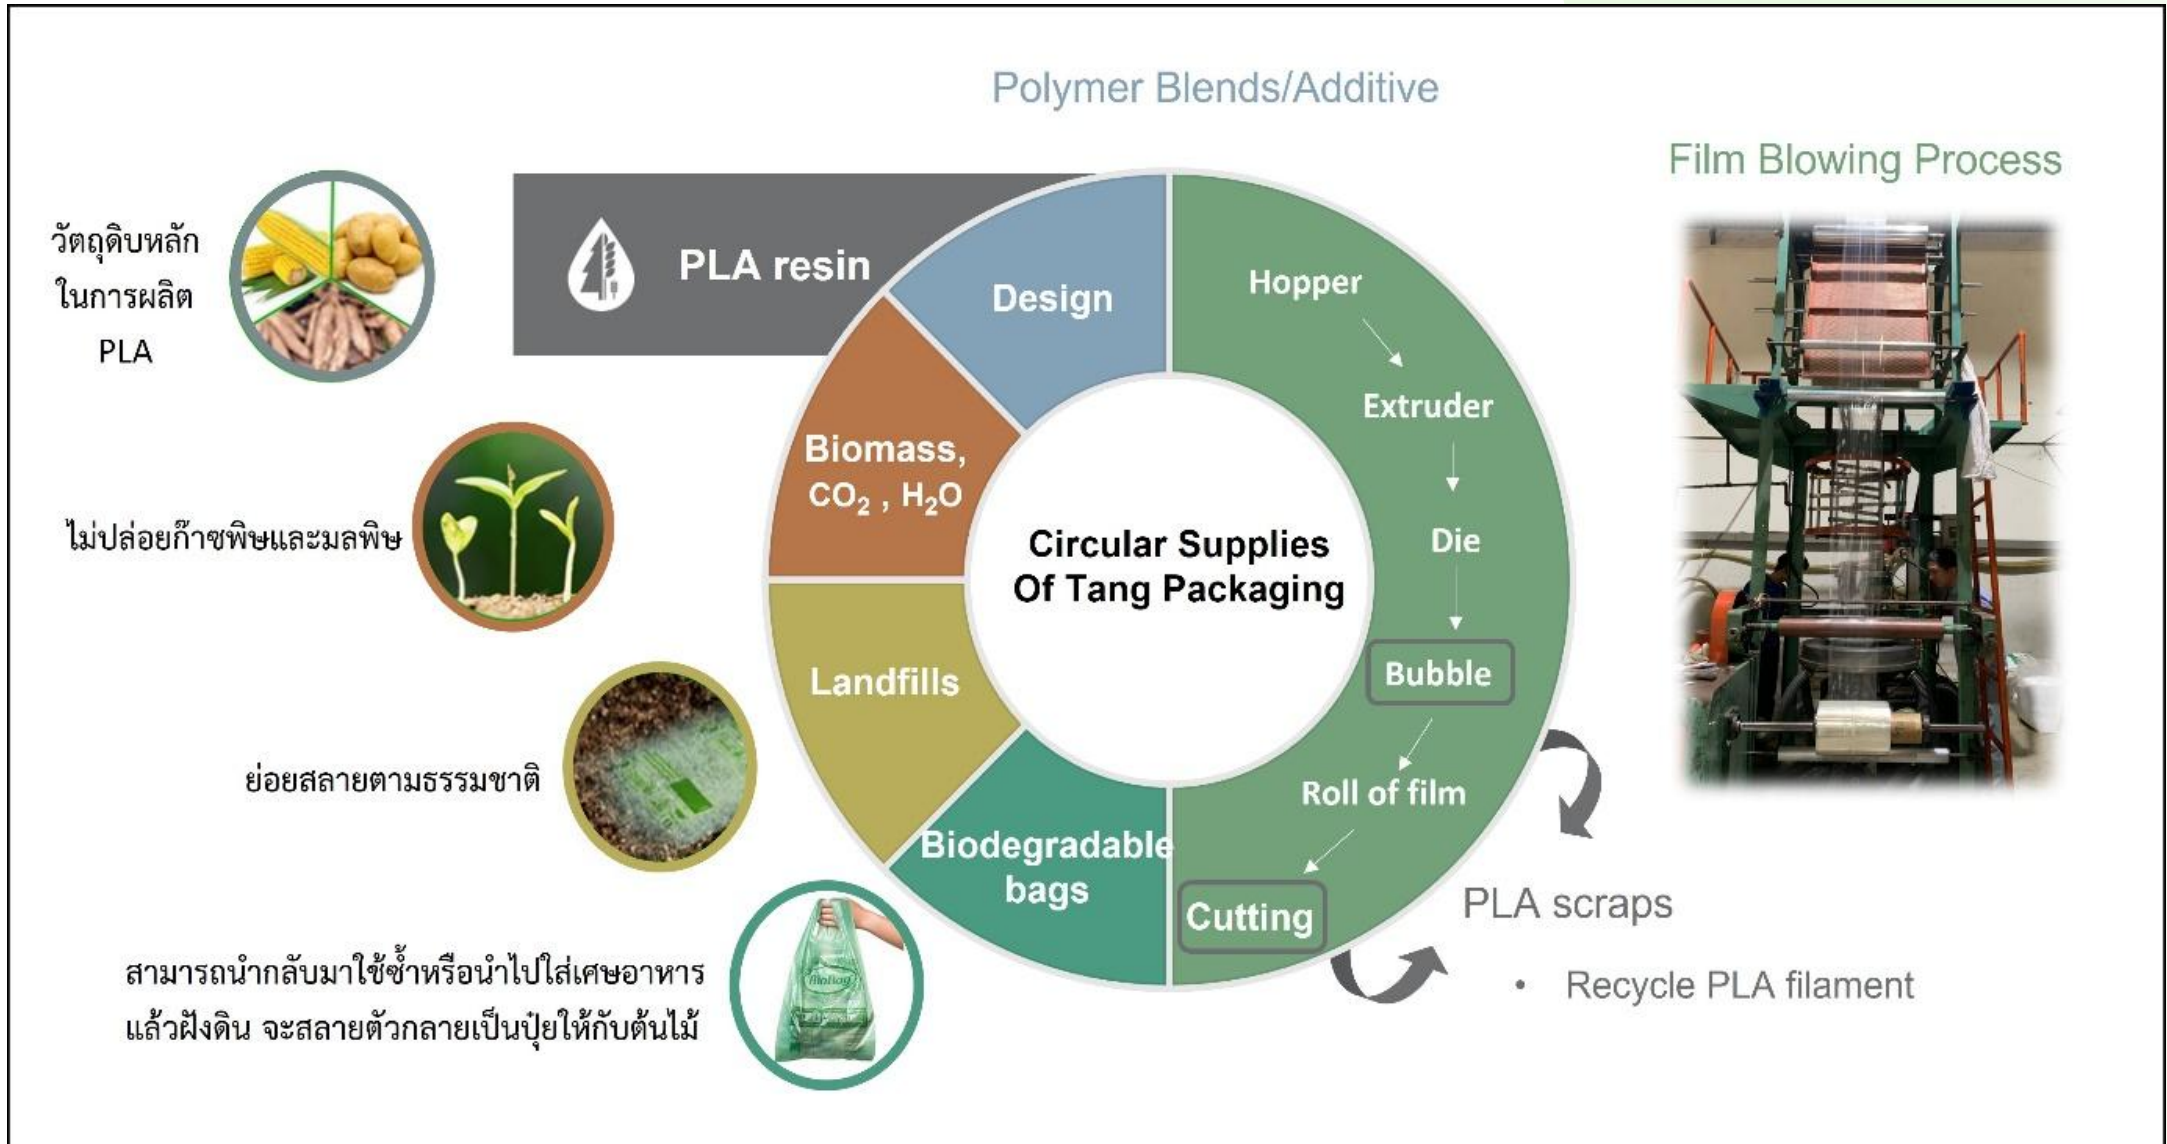 Polymer Blends/Additive
Film Blowing Process
วัตถุดิบหลัก
ในการผลิต
PLA
PLA resin
Design
Hopper
Extruder
Die
Bubble
Roll of film
Cutting
Biomass,
CO₂ , H₂O
ไม่ปล่อยก๊าซพิษและมลพิษ
Circular Supplies
Of Tang Packaging
Landfills
ย่อยสลายตามธรรมชาติ
Biodegradable
bags
สามารถนำกลับมาใช้ซ้ำหรือนำไปใส่เศษอาหาร
แล้วฝังดิน จะสลายตัวกลายเป็นปุ๋ยให้กับต้นไม้
BioBag
PLA scraps
• Recycle PLA filament